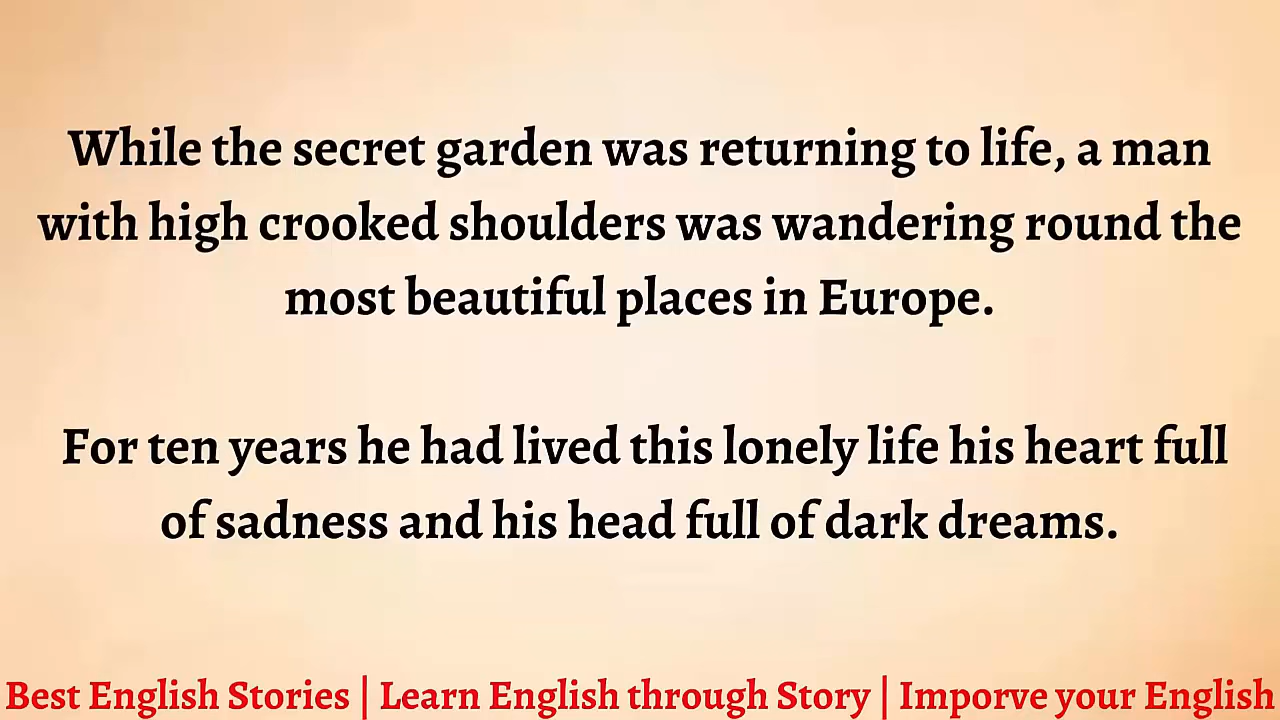 While the secret garden was returning to life, a man
with high crooked shoulders was wandering round the
most beautiful places in Europe.
For ten years he had lived this lonely life his heart full
of sadness and his head full of dark dreams.
Best English Stories | Learn English through Story | Imporve your English